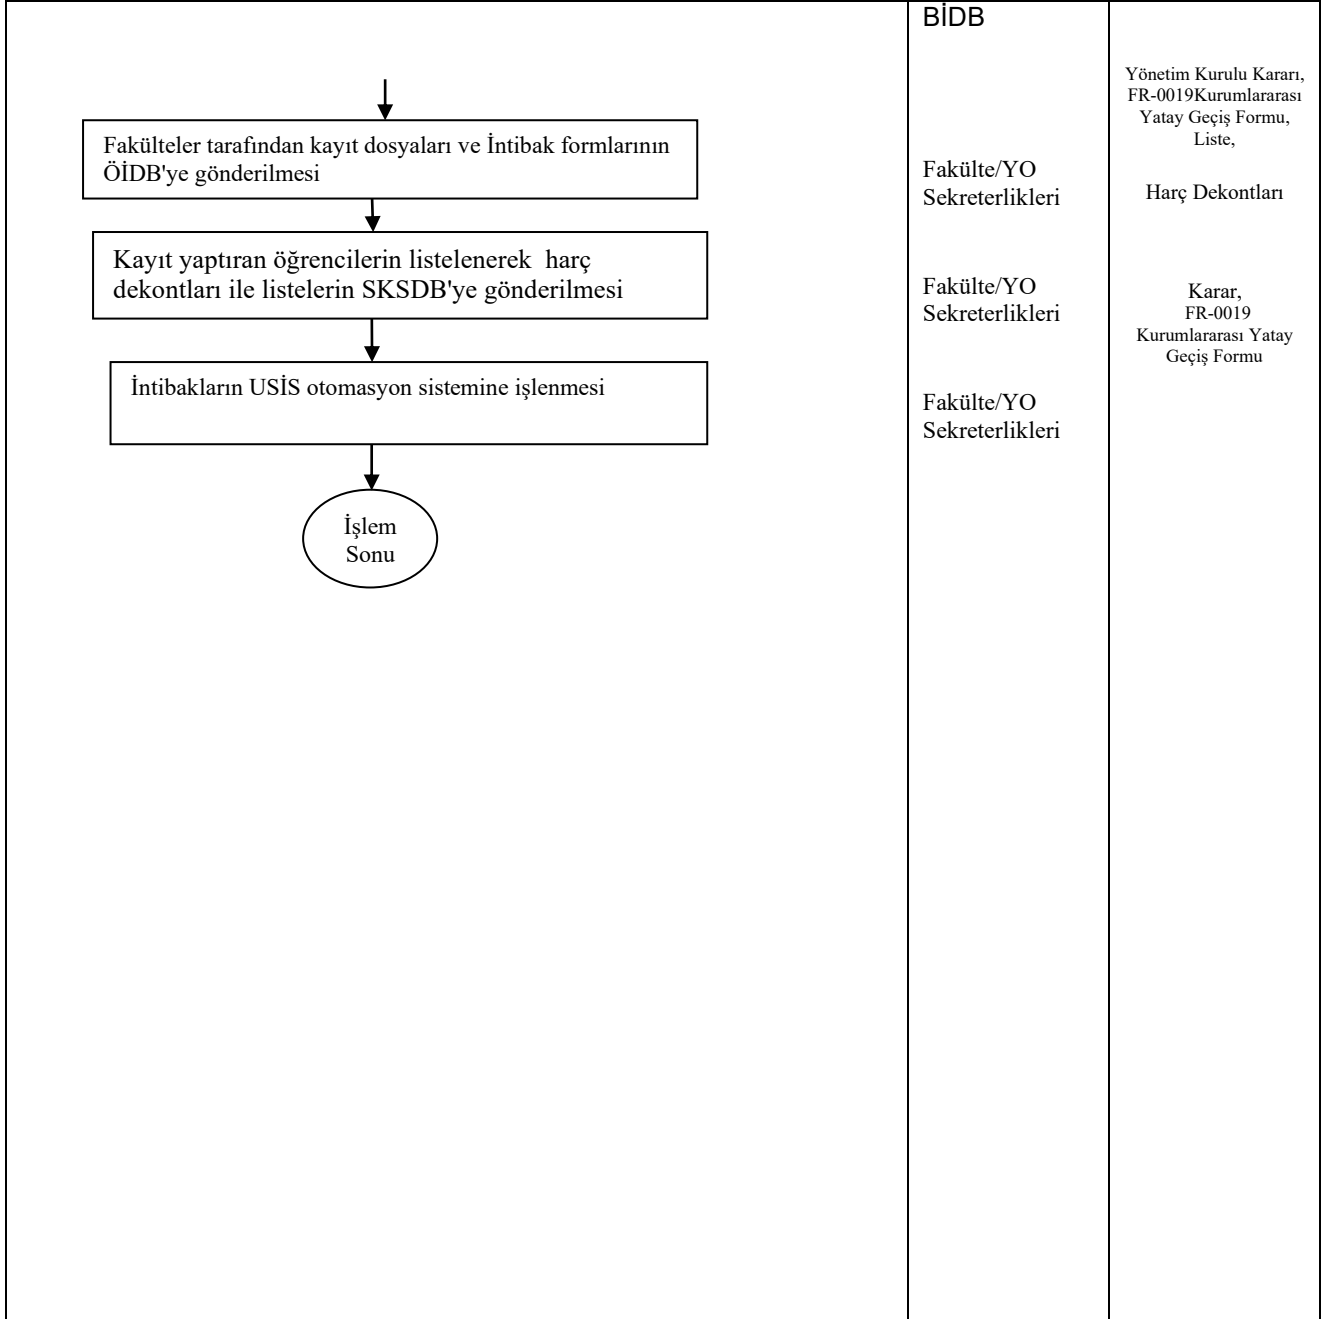 BİDB
Yönetim Kurulu Kararı,
FR-0019Kurumlararası
Yatay Geçiş Formu,
Liste,
Fakülteler tarafından kayıt dosyaları ve İntibak formlarının
ÖİDB'ye gönderilmesi
Fakülte/YO
Sekreterlikleri
Harç Dekontları
Kayıt yaptıran öğrencilerin listelenerek  harç
dekontları ile listelerin SKSDB'ye gönderilmesi
Fakülte/YO
Sekreterlikleri
Karar,
FR-0019
Kurumlararası Yatay
Geçiş Formu
İntibakların USİS otomasyon sistemine işlenmesi
Fakülte/YO
Sekreterlikleri
İşlem
Sonu